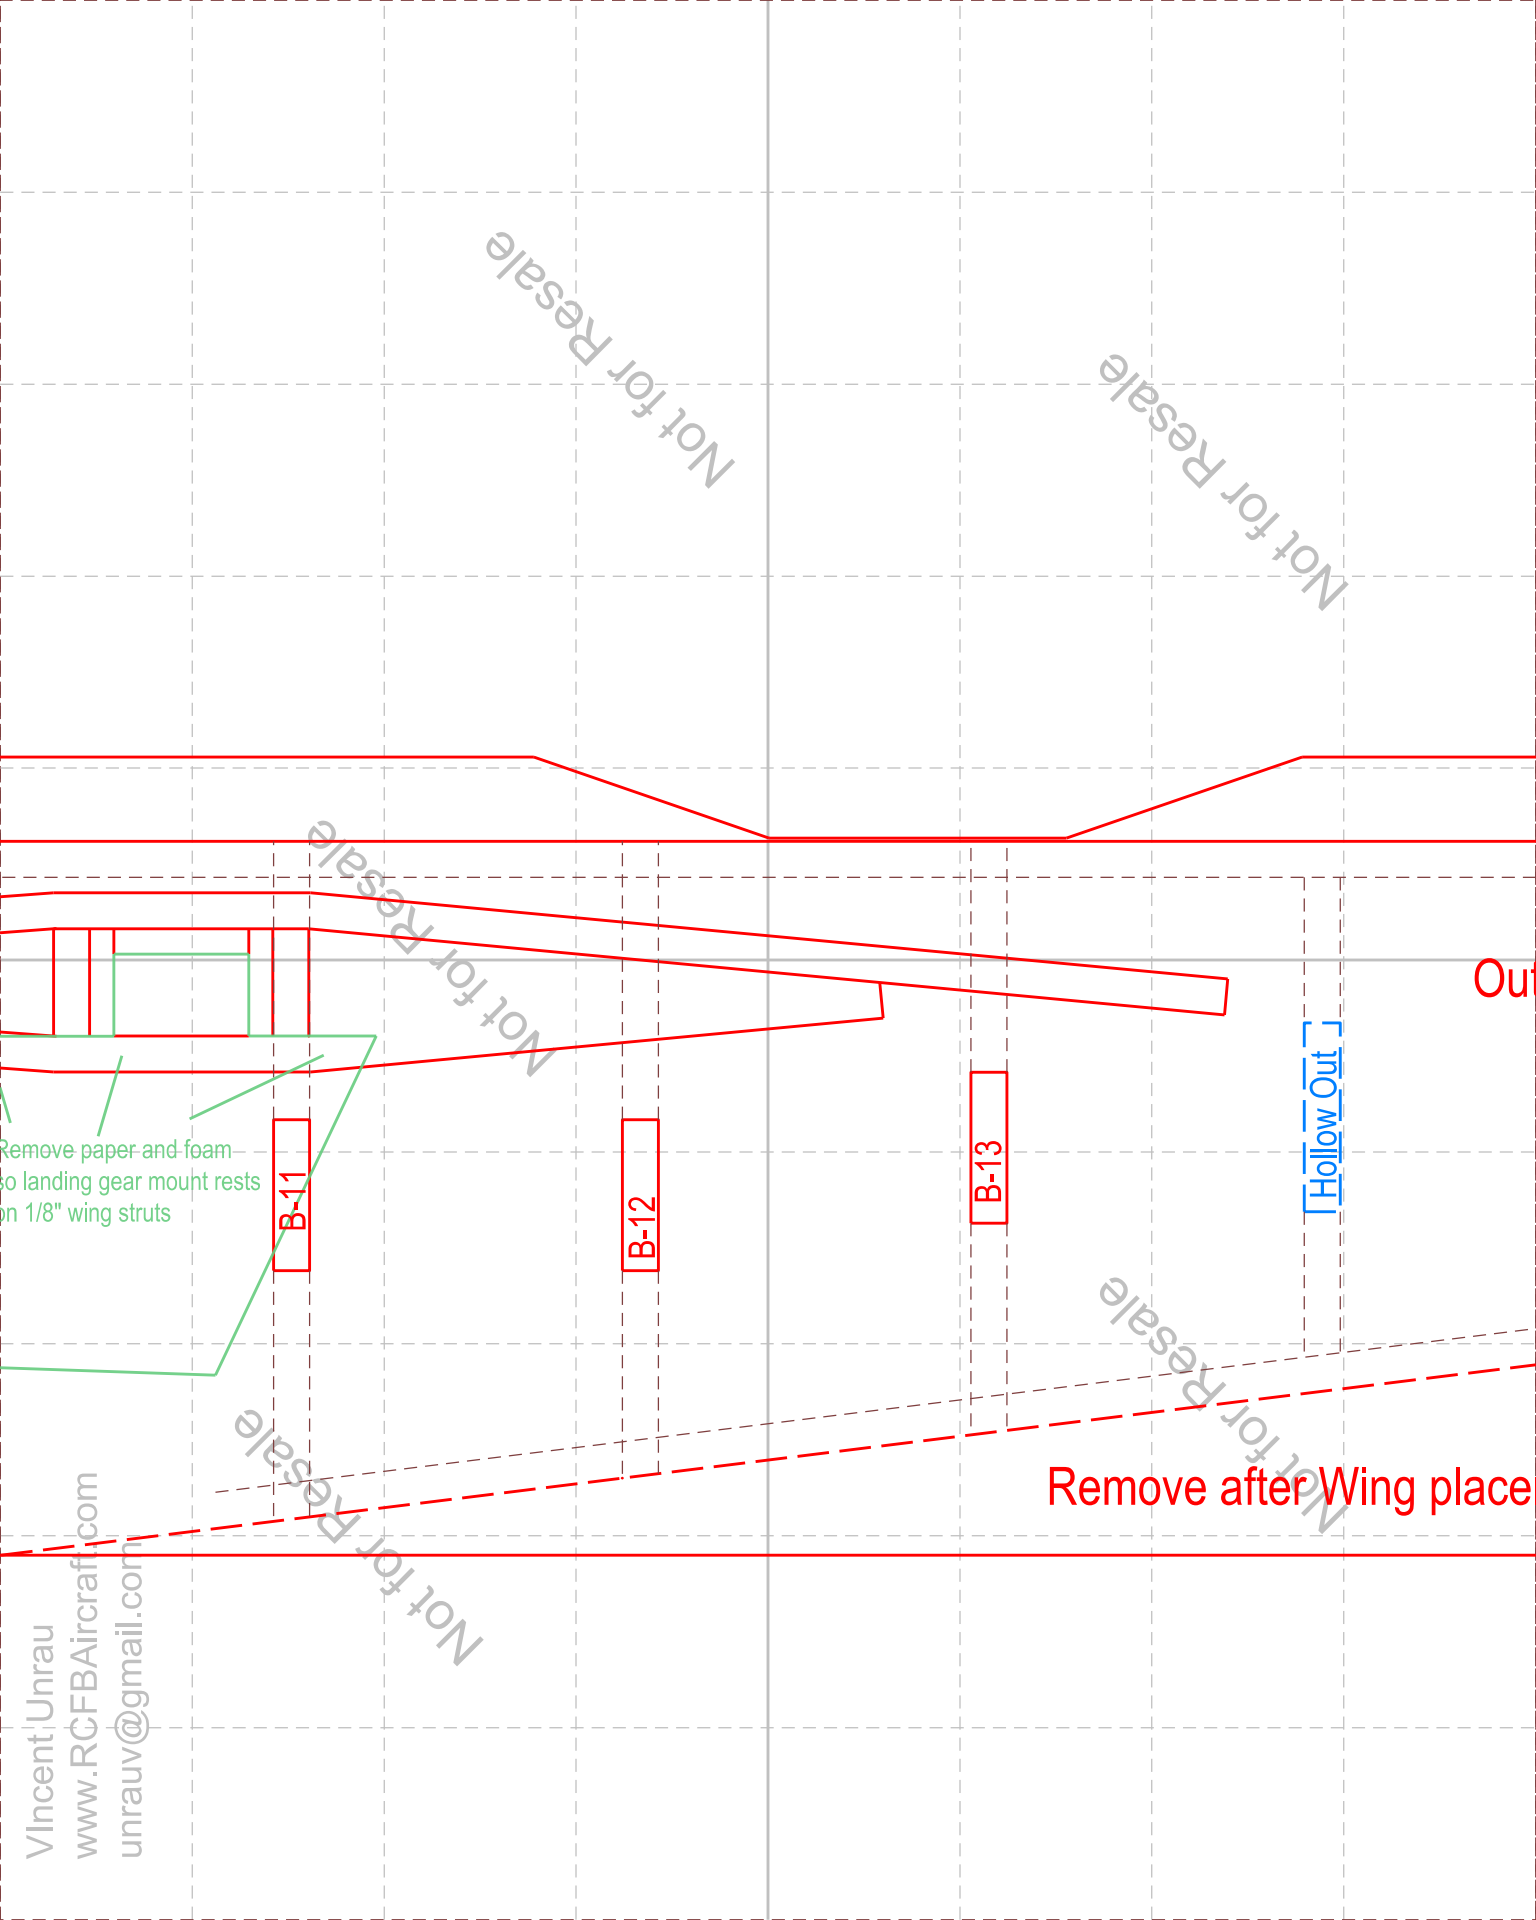 Not for Resale
Not for Resale
Not for Resale
Out
Hollow Out
Remove paper and foam
so landing gear mount rests
on 1/8" wing struts
B-11
B-12
B-13
Not for Resale
Not for Resale
Remove after Wing place
VIncent Unrau
www.RCFBAircraft.com
unrauv@gmail.com